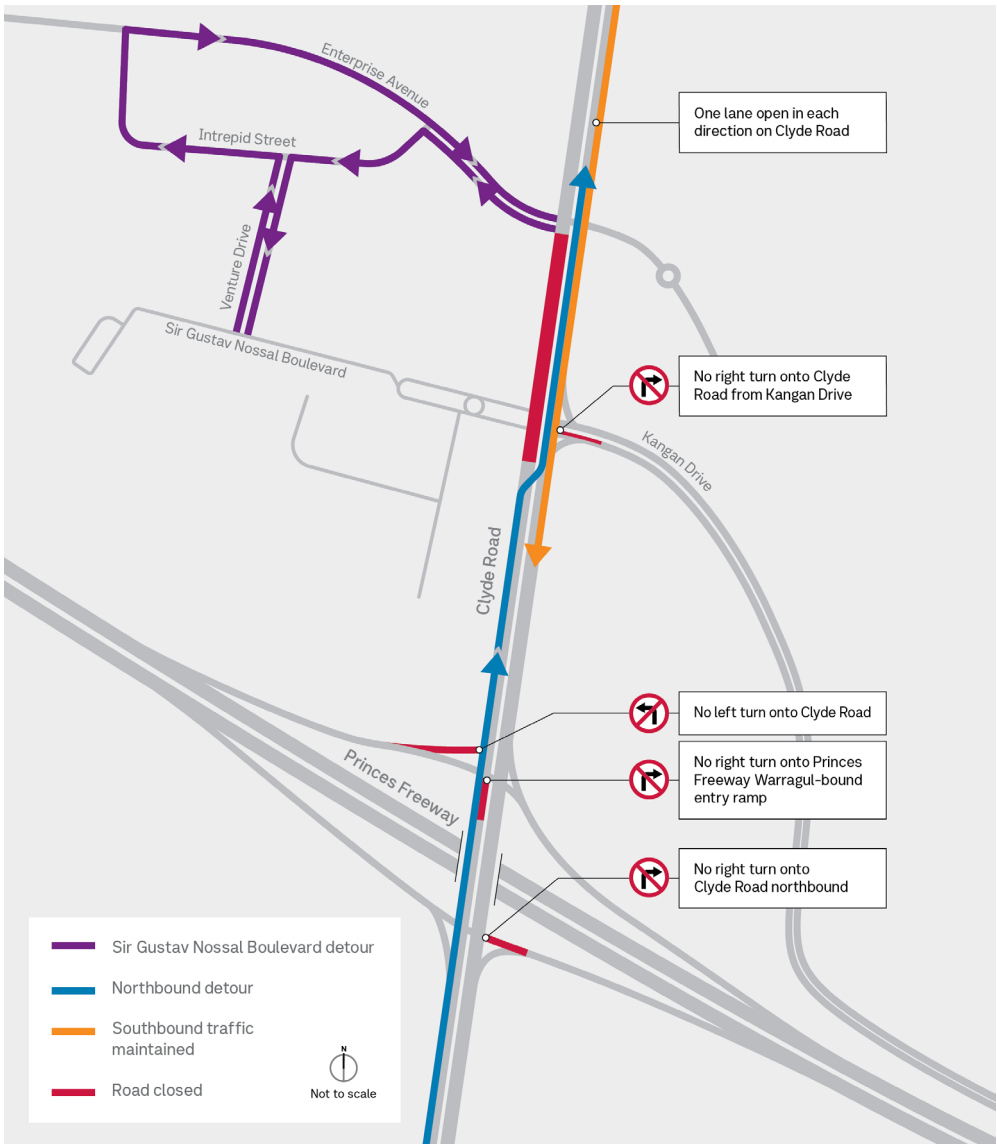 Enterprise Avenue
One lane open in each
direction on Clyde Road
Intrepid Street
Venture Drive
Sir Gustav Nossal Boulevard
No right turn onto Clyde
Road from Kangan Drive
Kangan Drive
Clyde Road
No left turn onto Clyde Road
Princes Freeway
No right turn onto Princes
Freeway Warragul-bound
entry ramp
No right turn onto
Clyde Road northbound
Sir Gustav Nossal Boulevard detour
Northbound detour
Southbound traffic
maintained
Road closed
N
Not to scale